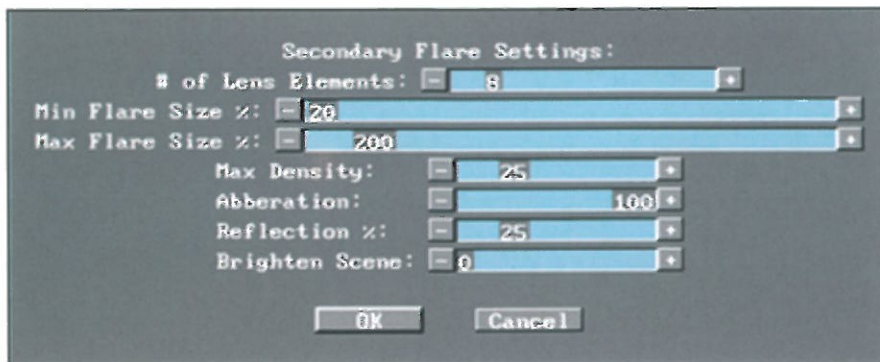 Secondary Flare Settings:
# of Lens Elements: - 8 +
Min Flare Size %: - 20 +
Max Flare Size %: - 200 +
Max Density: - 25 +
Abberation: - 100 +
Reflection %: - 25 +
Brighten Scene: - 0 +
OK Cancel